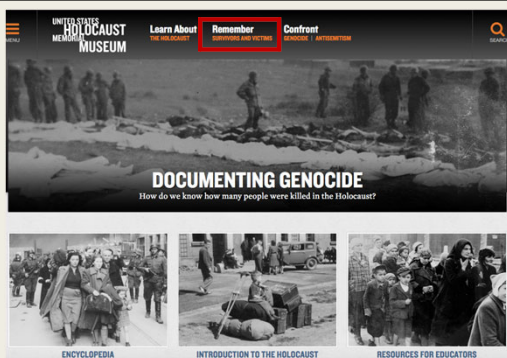 UNITED STATES
HOLOCAUST
MEMORIAL
MUSEUM
MENU
Learn About
THE HOLOCAUST
Remember
SURVIVORS AND VICTIMS
Confront
GENOCIDE | ANTISEMITISM
DOCUMENTING GENOCIDE
How do we know how many people were killed in the Holocaust?
ENCYCLOPEDIA
INTRODUCTION TO THE HOLOCAUST
RESOURCES FOR EDUCATORS